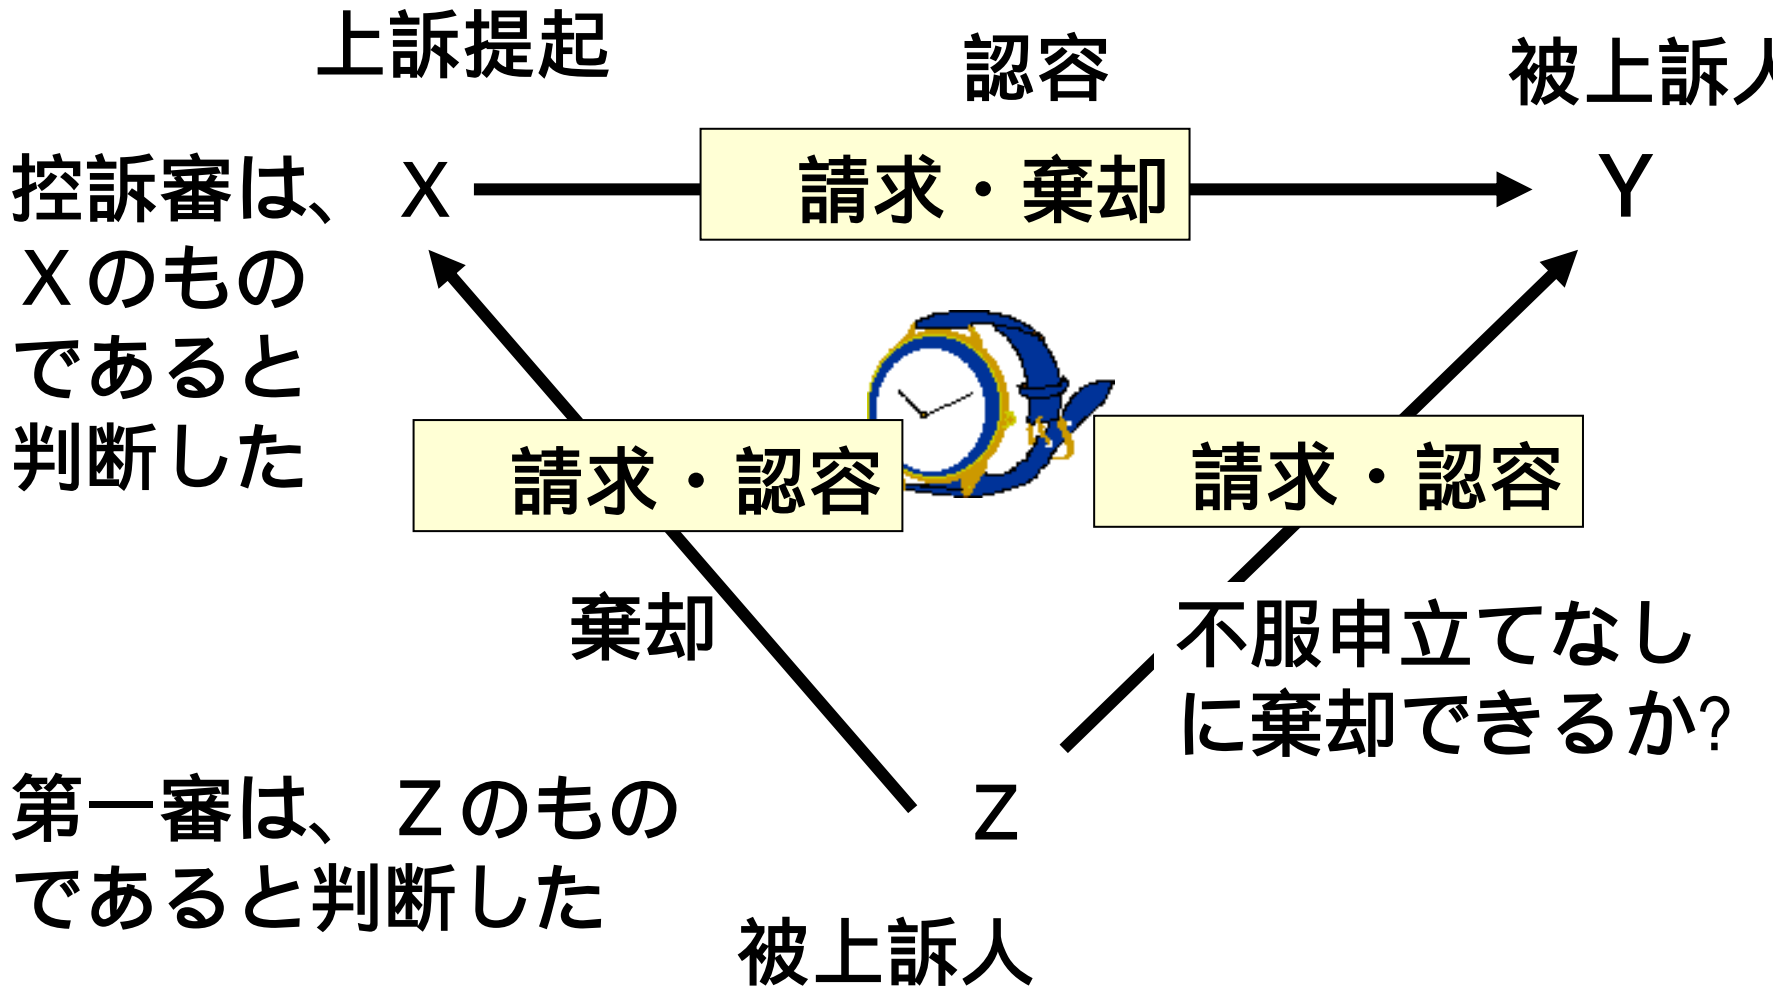 上訴提起
認容
被上訴人
控訴審は、
Xのもの
であると
判断した
X
請求・棄却
Y
請求・認容
請求・認容
棄却
不服申立てなし
に棄却できるか?
第一審は、Zのもの
であると判断した
Z
被上訴人